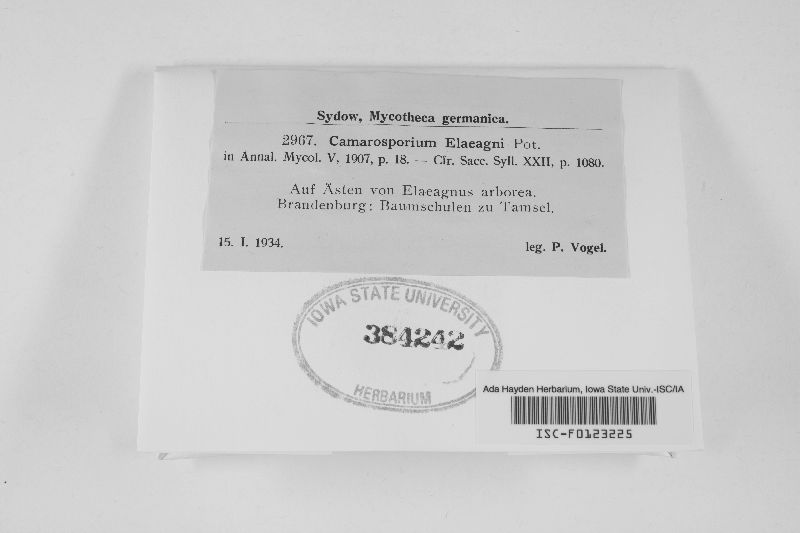 Sydow, Mycotheca germanica.
2967. Camarosporium Elaeagni Pot.
in Annal. Mycol. V, 1907, p. 18. — Cfr. Sacc. Syll. XXII, p. 1080.
Auf Ästen von Elaeagnus arborea.
Brandenburg: Baumschulen zu Tamsel.
15. I. 1934. leg. P. Vogel.
IOWA STATE UNIVERSITY
384242
HERBARIUM
Ada Hayden Herbarium, Iowa State Univ.-ISC/IA
ISC-F0123225